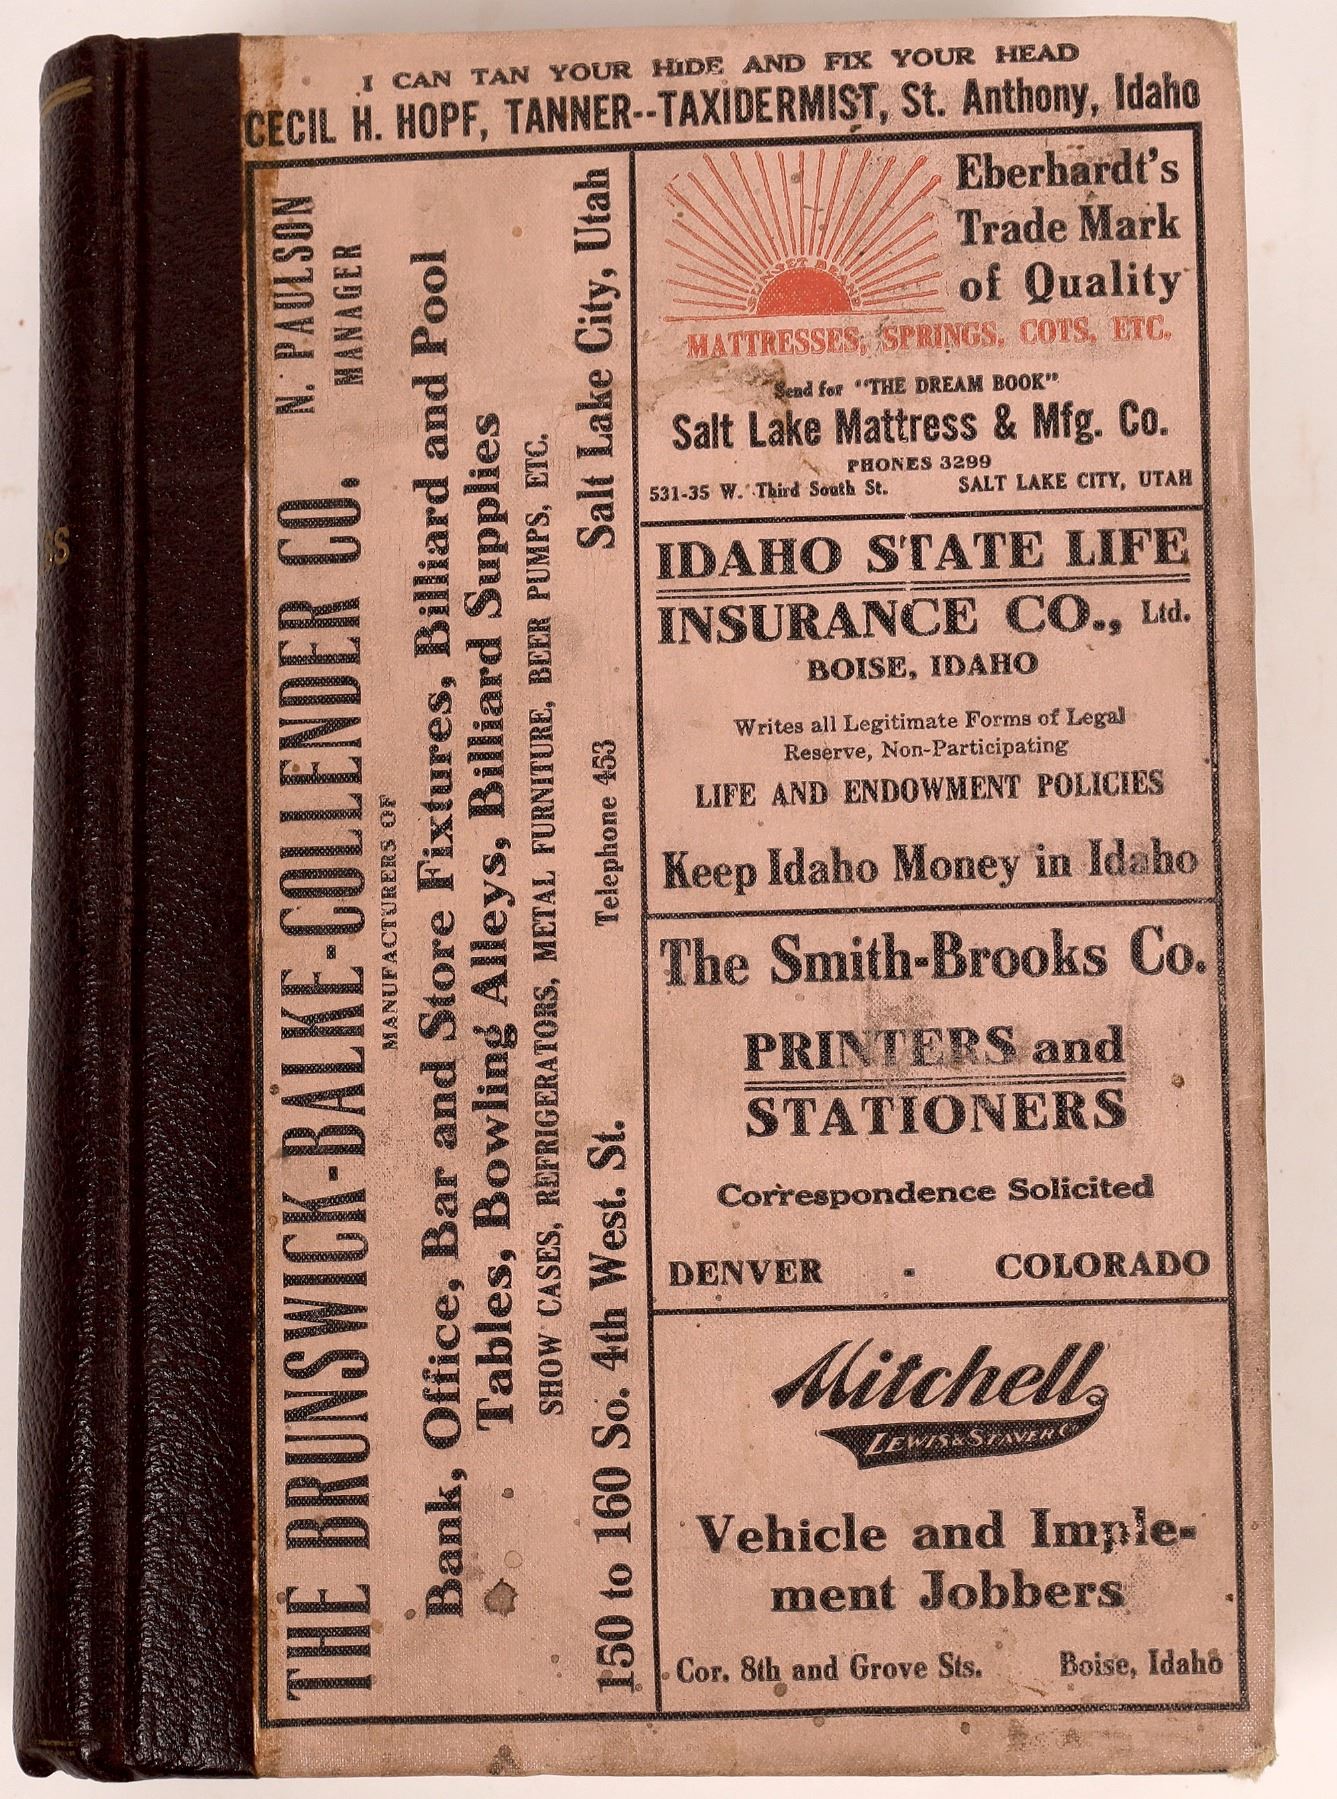 I CAN TAN YOUR HIDE AND FIX YOUR HEAD
CECIL H. HOPF, TANNER--TAXIDERMIST, St. Anthony, Idaho
THE BRUNSWICK-BALKE-COLLENDER CO.
N. PAULSON
MANAGER
MANUFACTURERS OF
Bank, Office, Bar and Store Fixtures, Billiard and Pool
Tables, Bowling Alleys, Billiard Supplies
SHOW CASES, REFRIGERATORS, METAL FURNITURE, BEER PUMPS, ETC.
150 to 160 So. 4th West. St. Telephone 453 Salt Lake City, Utah
Eberhardt's
Trade Mark
of Quality
SUNSET BRAND
MATTRESSES, SPRINGS, COTS, ETC.
Send for "THE DREAM BOOK"
Salt Lake Mattress & Mfg. Co.
PHONES 3299
531-35 W. Third South St. SALT LAKE CITY, UTAH
IDAHO STATE LIFE
INSURANCE CO., Ltd.
BOISE, IDAHO
Writes all Legitimate Forms of Legal
Reserve, Non-Participating
LIFE AND ENDOWMENT POLICIES
Keep Idaho Money in Idaho
The Smith-Brooks Co.
PRINTERS and
STATIONERS
Correspondence Solicited
DENVER - COLORADO
Mitchell
LEWIS & STAVER CO
Vehicle and Imple-
ment Jobbers
Cor. 8th and Grove Sts. Boise, Idaho